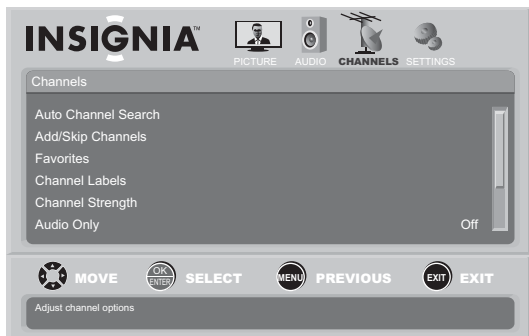 INSIGNIA™
PICTURE AUDIO CHANNELS SETTINGS
Channels
Auto Channel Search
Add/Skip Channels
Favorites
Channel Labels
Channel Strength
Audio Only Off
MOVE OK ENTER SELECT MENU PREVIOUS EXIT EXIT
Adjust channel options